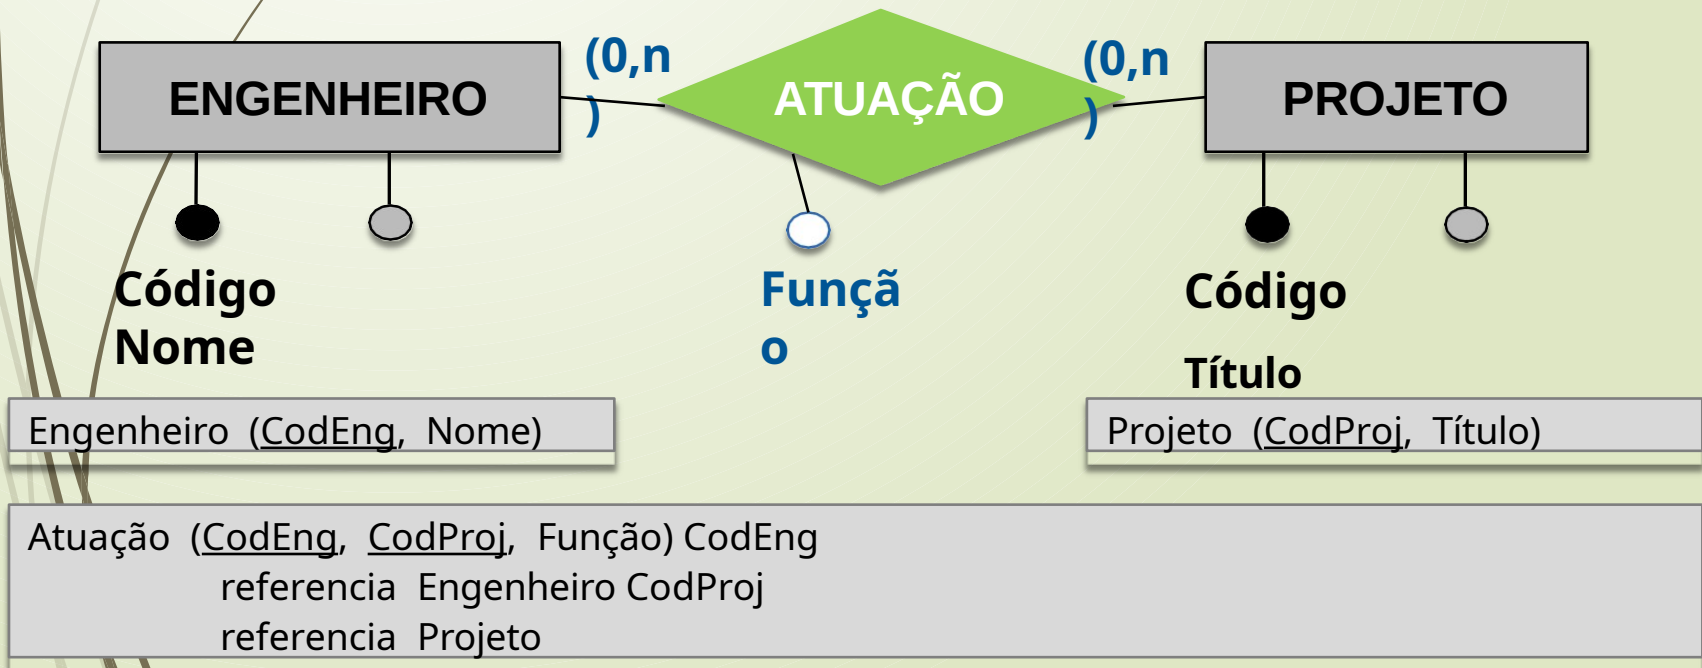 ENGENHEIRO
(0,n
)
ATUAÇÃO
(0,n
)
PROJETO
Código
Nome
Funçã
o
Código
Título
Engenheiro (CodEng, Nome)
Projeto (CodProj, Título)
Atuação (CodEng, CodProj, Função) CodEng
referencia Engenheiro CodProj
referencia Projeto